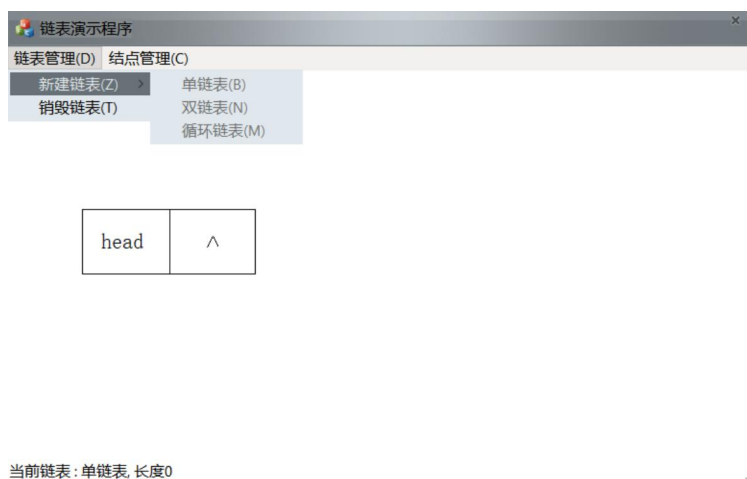 链表演示程序
链表管理(D) 结点管理(C)
新建链表(Z) 单链表(B)
销毁链表(T) 双链表(N)
循环链表(M)
head ∧
当前链表 : 单链表, 长度0